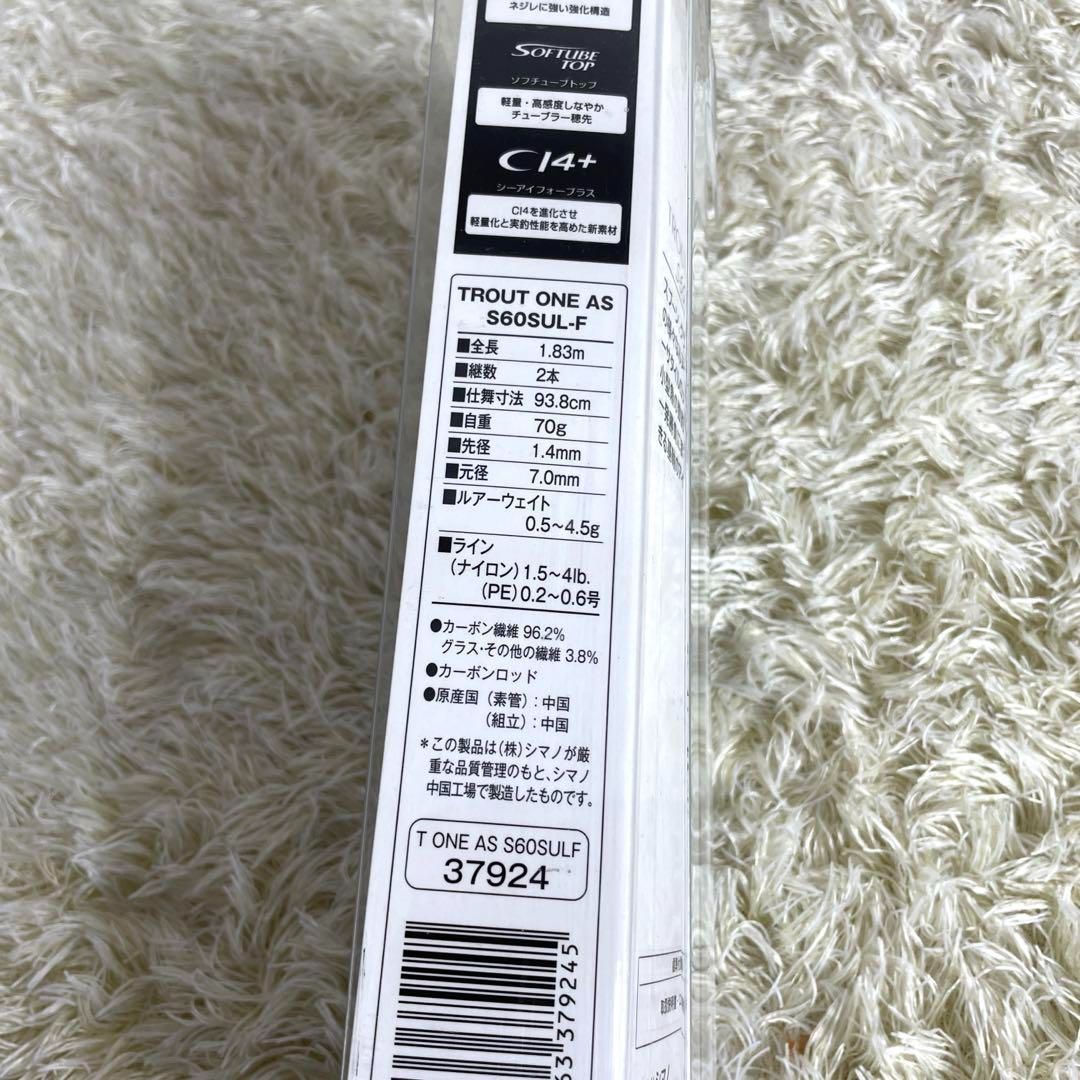 ネジレに強い強化構造
SOFTUBE
TOP
ソフチューブトップ
軽量・高感度しなやか
チューブラー穂先
CI4+
シーアイフォープラス
CI4を進化させ
軽量化と実釣性能を高めた新素材
TROUT ONE AS
S60SUL-F
■全長 1.83m
■継数 2本
■仕舞寸法 93.8cm
■自重 70g
■先径 1.4mm
■元径 7.0mm
■ルアーウェイト
0.5~4.5g
■ライン
(ナイロン)1.5~4lb.
(PE)0.2~0.6号
●カーボン繊維 96.2%
グラス・その他の繊維 3.8%
●カーボンロッド
●原産国(素管):中国
(組立):中国
*この製品は(株)シマノが厳
重な品質管理のもと、シマノ
中国工場で製造したものです。
T ONE AS S60SULF
37924
63 379245